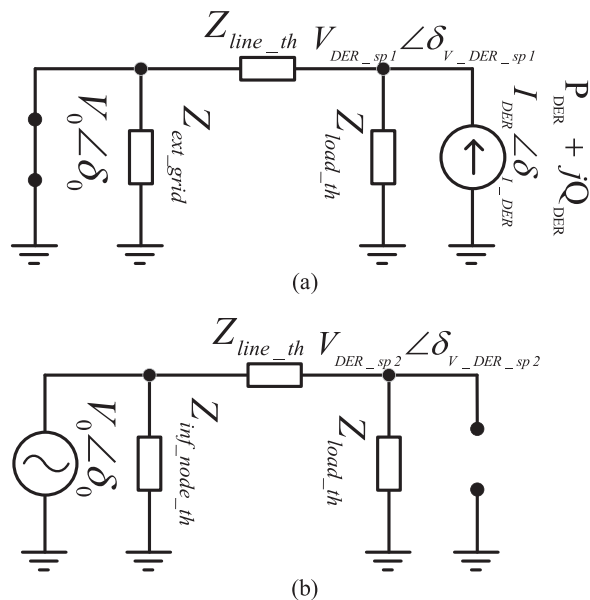 Z_line_th V_DER_sp1∠δ_V_DER_sp1
V_0∠δ_0
Z_ext_grid
Z_load_th
I_DER∠δ_I_DER
P_DER + jQ_DER
(a)
Z_line_th V_DER_sp2∠δ_V_DER_sp2
V_0∠δ_0
Z_inf_node_th
Z_load_th
(b)